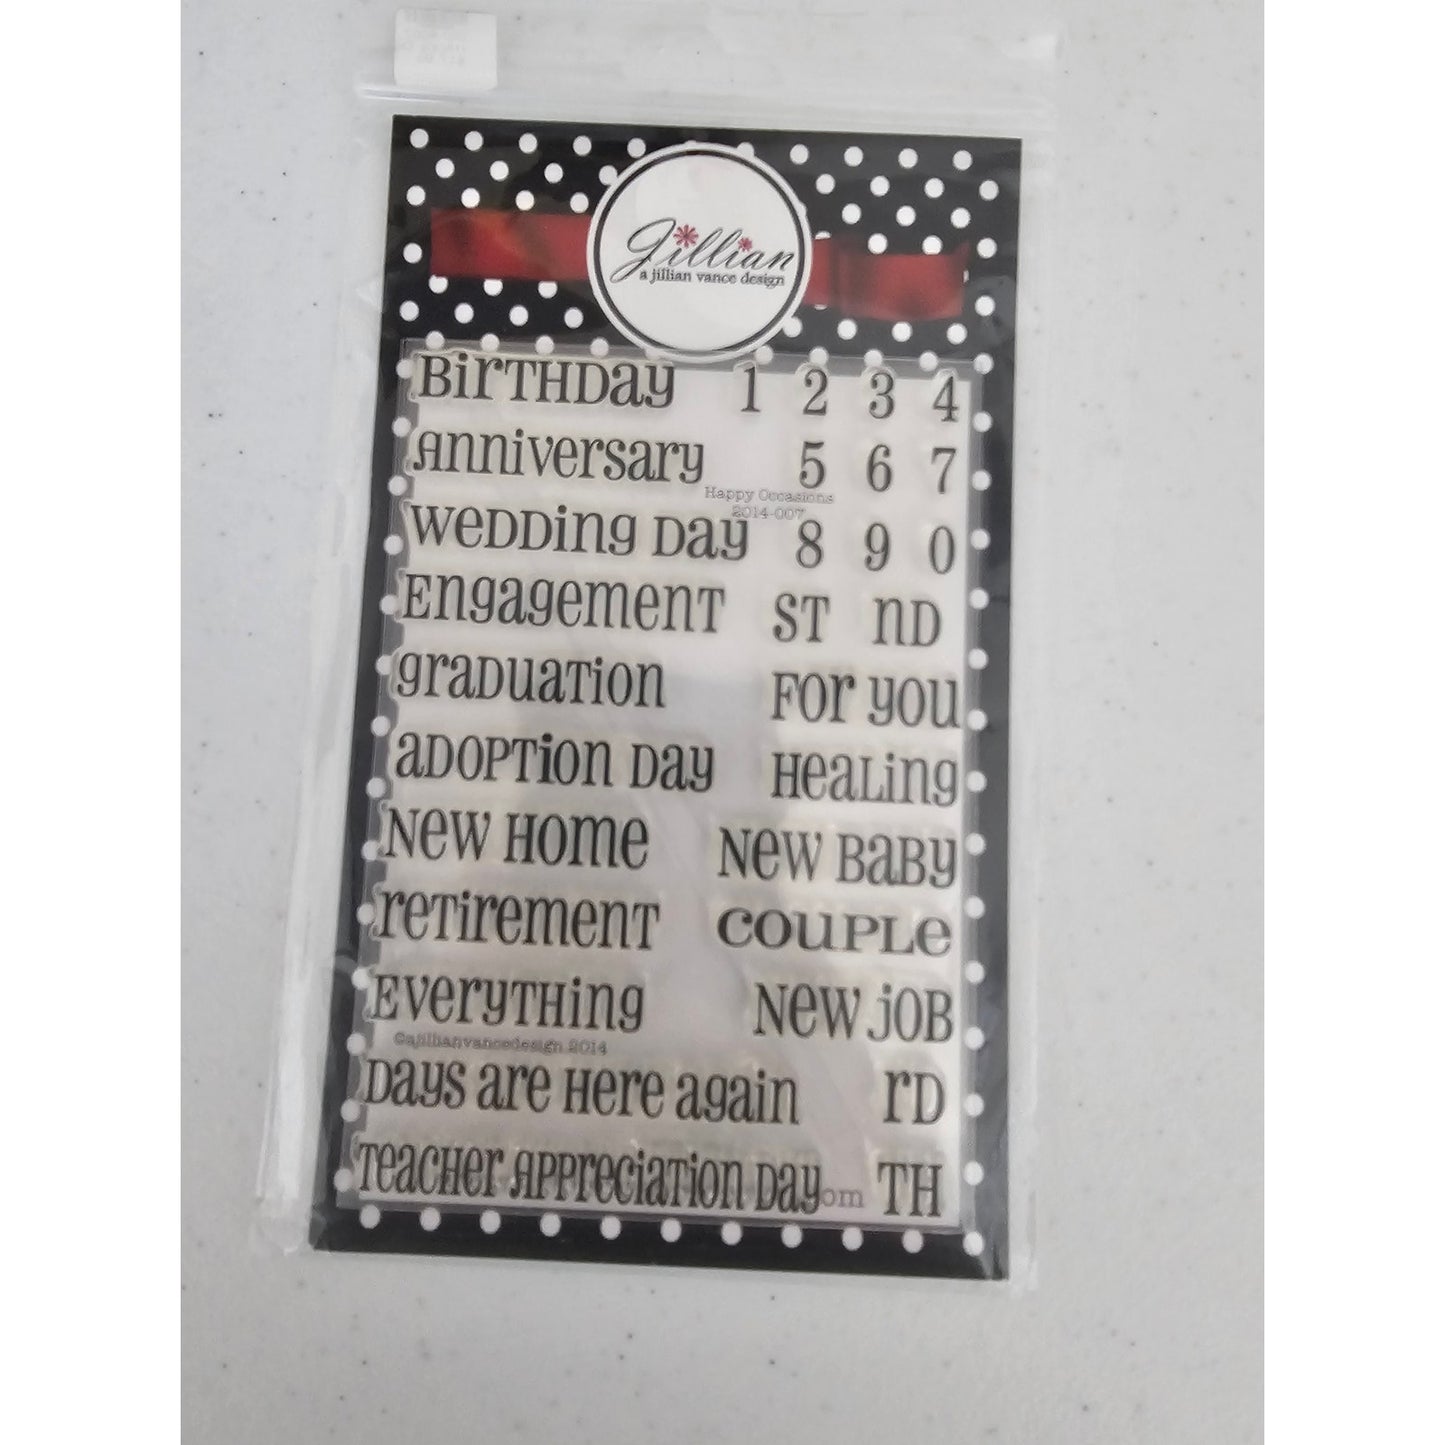 Jillian
a jillian vance design
BirTHDay 1 2 3 4
anniversary 5 6 7
Happy Occasions
2014-007
WeDDing Day 8 9 0
EngagemenT ST nD
graDuaTion For you
aDOPTion Day HeaLing
New Home New BaBy
reTiremenT couPLe
EveryTHing New joB
©ajillianvancedesign 2014
Days are Here again rD
Teacher APPreciaTion Day om TH